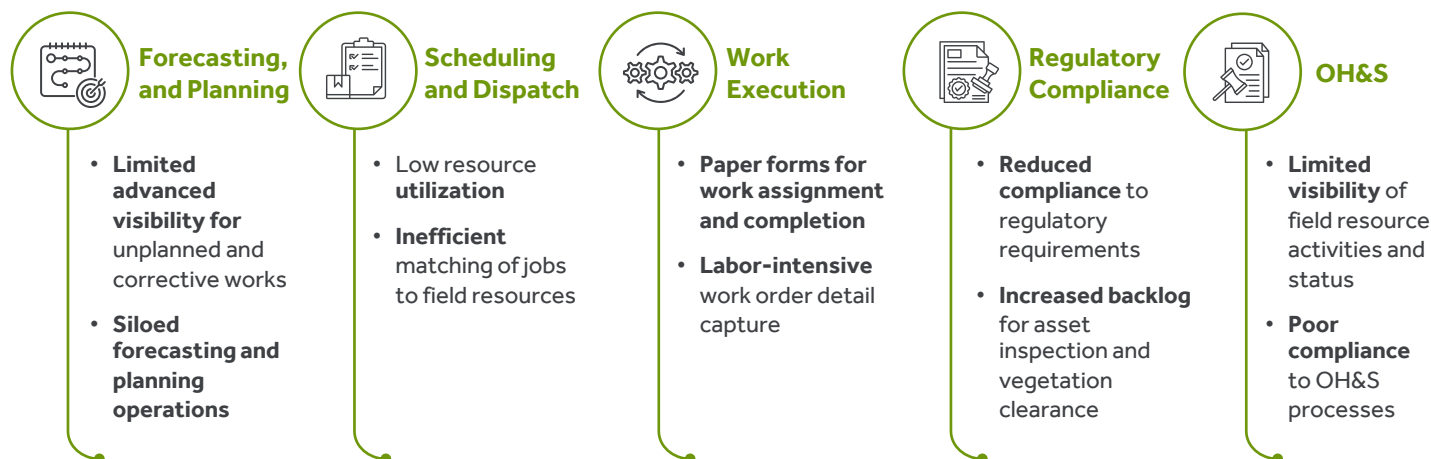 Forecasting,
and Planning
• Limited
advanced
visibility for
unplanned and
corrective works
• Siloed
forecasting and
planning
operations
Scheduling
and Dispatch
• Low resource
utilization
• Inefficient
matching of jobs
to field resources
Work
Execution
• Paper forms for
work assignment
and completion
• Labor-intensive
work order detail
capture
Regulatory
Compliance
• Reduced
compliance to
regulatory
requirements
• Increased backlog
for asset
inspection and
vegetation
clearance
OH&S
• Limited
visibility of
field resource
activities and
status
• Poor
compliance
to OH&S
processes